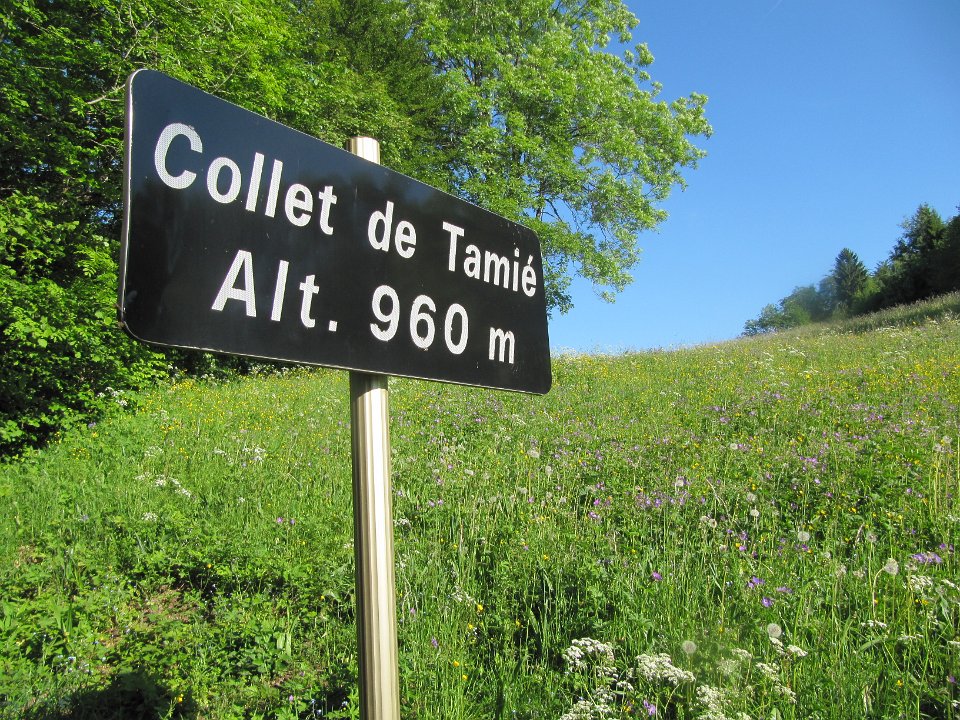 Collet de Tamié
Alt. 960 m